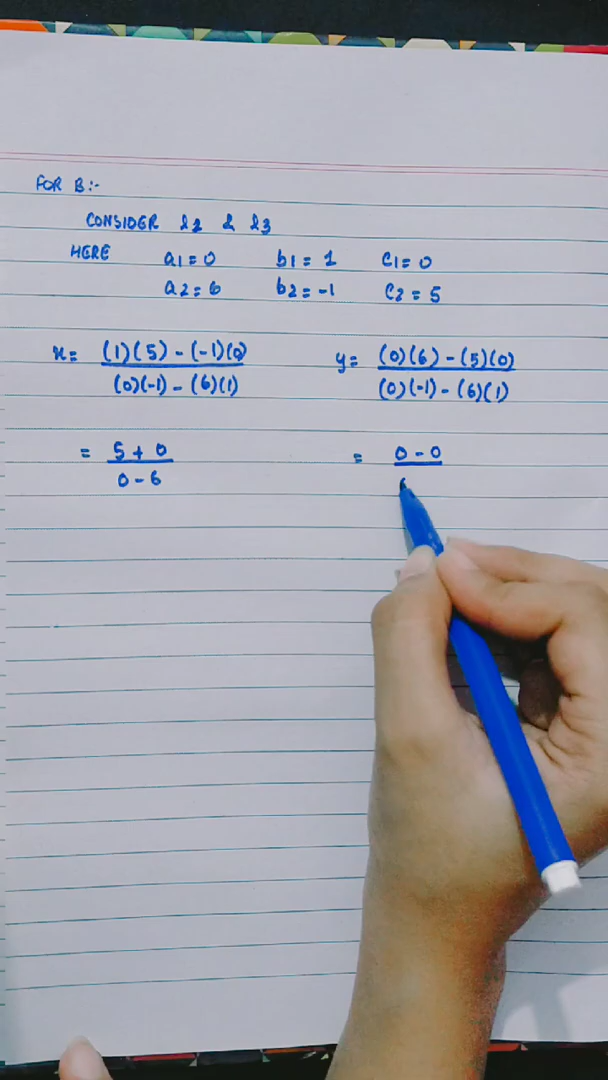 FOR B:-
CONSIDER l2 & l3
HERE a1=0 b1=1 c1=0
a2=6 b2=-1 c2=5
x= (1)(5)-(-1)(0) y= (0)(6)-(5)(0)
(0)(-1)-(6)(1) (0)(-1)-(6)(1)
= 5+0 = 0-0
0-6